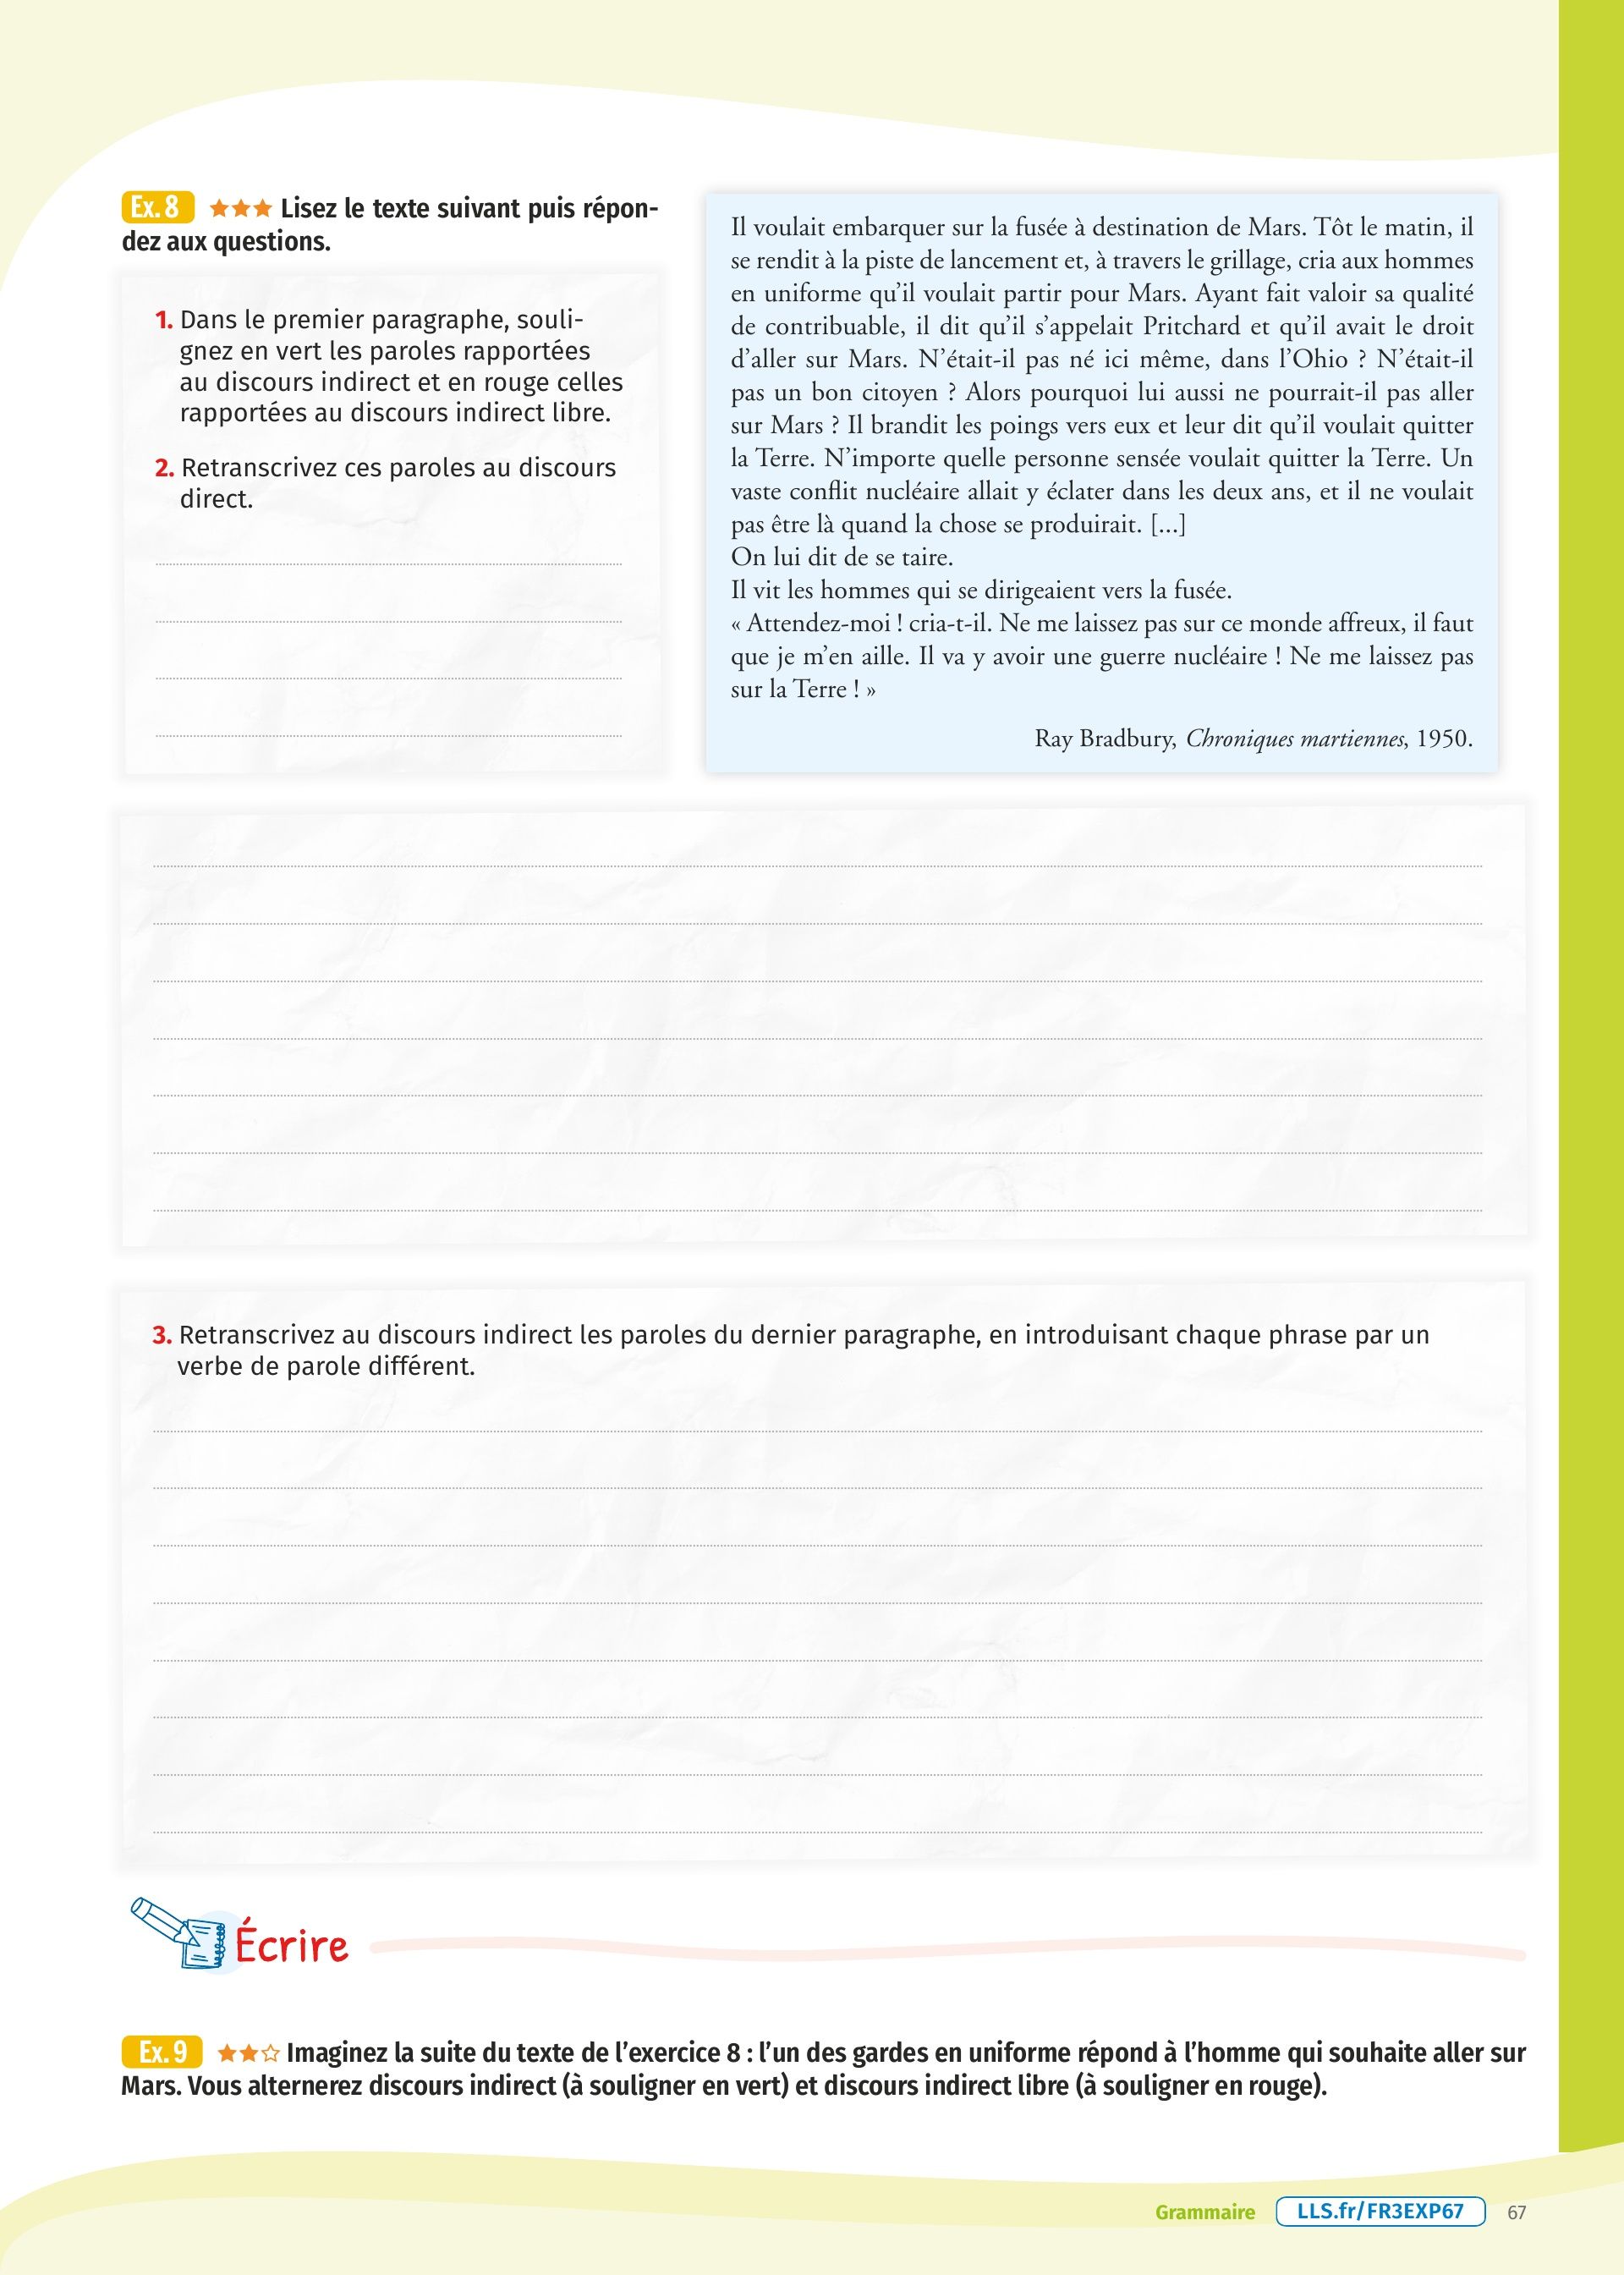 Ex. 8 ★★★ Lisez le texte suivant puis répon-
dez aux questions.
1. Dans le premier paragraphe, souli-
gnez en vert les paroles rapportées
au discours indirect et en rouge celles
rapportées au discours indirect libre.
2. Retranscrivez ces paroles au discours
direct.
Il voulait embarquer sur la fusée à destination de Mars. Tôt le matin, il
se rendit à la piste de lancement et, à travers le grillage, cria aux hommes
en uniforme qu’il voulait partir pour Mars. Ayant fait valoir sa qualité
de contribuable, il dit qu’il s’appelait Pritchard et qu’il avait le droit
d’aller sur Mars. N’était-il pas né ici même, dans l’Ohio ? N’était-il
pas un bon citoyen ? Alors pourquoi lui aussi ne pourrait-il pas aller
sur Mars ? Il brandit les poings vers eux et leur dit qu’il voulait quitter
la Terre. N’importe quelle personne sensée voulait quitter la Terre. Un
vaste conflit nucléaire allait y éclater dans les deux ans, et il ne voulait
pas être là quand la chose se produirait. [...]
On lui dit de se taire.
Il vit les hommes qui se dirigeaient vers la fusée.
« Attendez-moi ! cria-t-il. Ne me laissez pas sur ce monde affreux, il faut
que je m’en aille. Il va y avoir une guerre nucléaire ! Ne me laissez pas
sur la Terre ! »
Ray Bradbury, Chroniques martiennes, 1950.
3. Retranscrivez au discours indirect les paroles du dernier paragraphe, en introduisant chaque phrase par un
verbe de parole différent.
Écrire
Ex. 9 ★★☆ Imaginez la suite du texte de l’exercice 8 : l’un des gardes en uniforme répond à l’homme qui souhaite aller sur
Mars. Vous alternerez discours indirect (à souligner en vert) et discours indirect libre (à souligner en rouge).
Grammaire LLS.fr/FR3EXP67 67